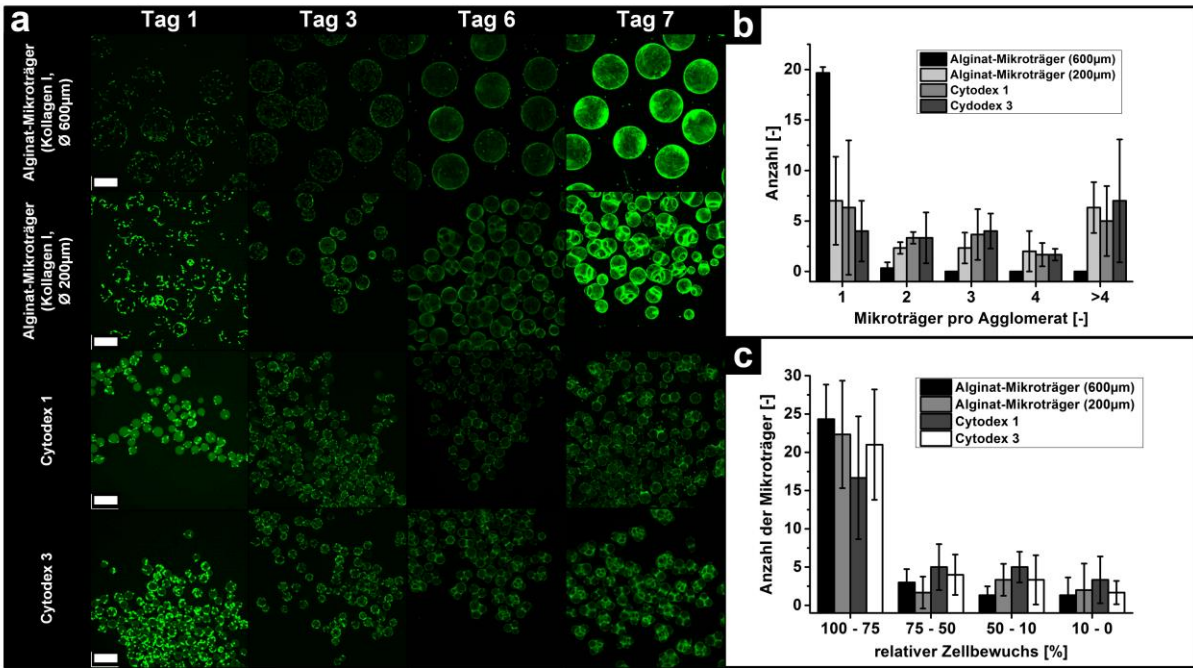 a
Tag 1
Tag 3
Tag 6
Tag 7
Alginat-Mikroträger
(Kollagen I,
Ø 600µm)
Alginat-Mikroträger
(Kollagen I,
Ø 200µm)
Cytodex 1
Cytodex 3
b
Alginat-Mikroträger (600µm)
Alginat-Mikroträger (200µm)
Cytodex 1
Cydodex 3
Anzahl [-]
20
15
10
5
0
1
2
3
4
>4
Mikroträger pro Agglomerat [-]
c
Alginat-Mikroträger (600µm)
Alginat-Mikroträger (200µm)
Cytodex 1
Cytodex 3
Anzahl der Mikroträger [-]
30
25
20
15
10
5
0
100 - 75
75 - 50
50 - 10
10 - 0
relativer Zellbewuchs [%]